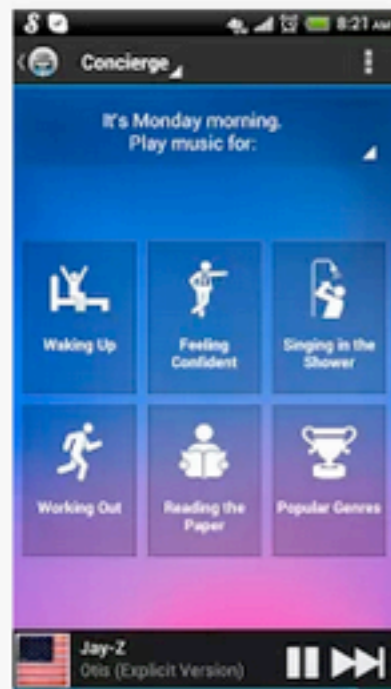 8:21 AM
Concierge
It's Monday morning.
Play music for:
Waking Up
Feeling
Confident
Singing in the
Shower
Working Out
Reading the
Paper
Popular Genres
Jay-Z
Otis (Explicit Version)